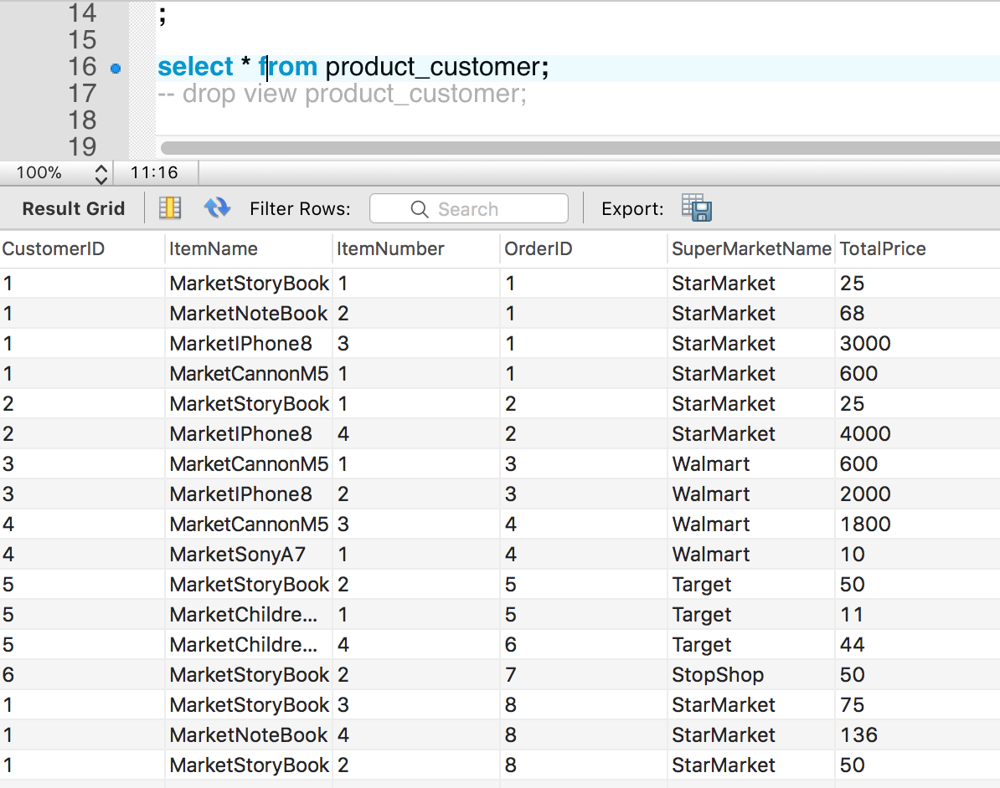 14 ;
15
16 select * from product_customer;
17 -- drop view product_customer;
18
19
100% 11:16
Result Grid Filter Rows: Search Export:
CustomerID ItemName ItemNumber OrderID SuperMarketName TotalPrice
1 MarketStoryBook 1 1 StarMarket 25
1 MarketNoteBook 2 1 StarMarket 68
1 MarketIPhone8 3 1 StarMarket 3000
1 MarketCannonM5 1 1 StarMarket 600
2 MarketStoryBook 1 2 StarMarket 25
2 MarketIPhone8 4 2 StarMarket 4000
3 MarketCannonM5 1 3 Walmart 600
3 MarketIPhone8 2 3 Walmart 2000
4 MarketCannonM5 3 4 Walmart 1800
4 MarketSonyA7 1 4 Walmart 10
5 MarketStoryBook 2 5 Target 50
5 MarketChildre... 1 5 Target 11
5 MarketChildre... 4 6 Target 44
6 MarketStoryBook 2 7 StopShop 50
1 MarketStoryBook 3 8 StarMarket 75
1 MarketNoteBook 4 8 StarMarket 136
1 MarketStoryBook 2 8 StarMarket 50